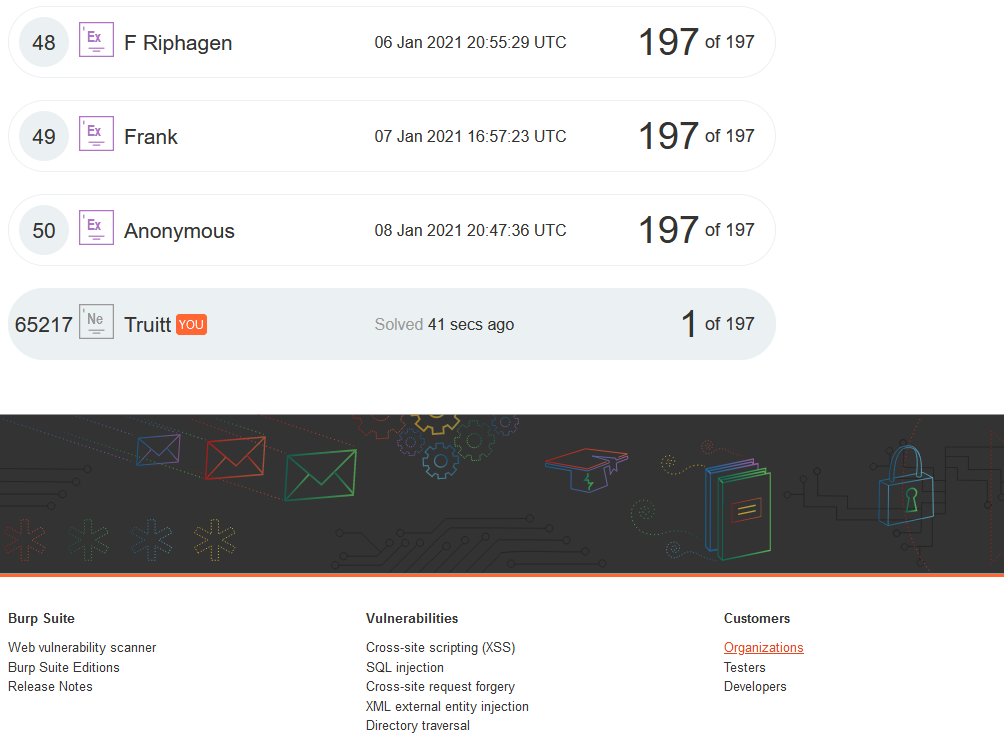 48 Ex F Riphagen 06 Jan 2021 20:55:29 UTC 197 of 197
49 Ex Frank 07 Jan 2021 16:57:23 UTC 197 of 197
50 Ex Anonymous 08 Jan 2021 20:47:36 UTC 197 of 197
65217 Ne Truitt YOU Solved 41 secs ago 1 of 197
Burp Suite
Web vulnerability scanner
Burp Suite Editions
Release Notes
Vulnerabilities
Cross-site scripting (XSS)
SQL injection
Cross-site request forgery
XML external entity injection
Directory traversal
Customers
Organizations
Testers
Developers